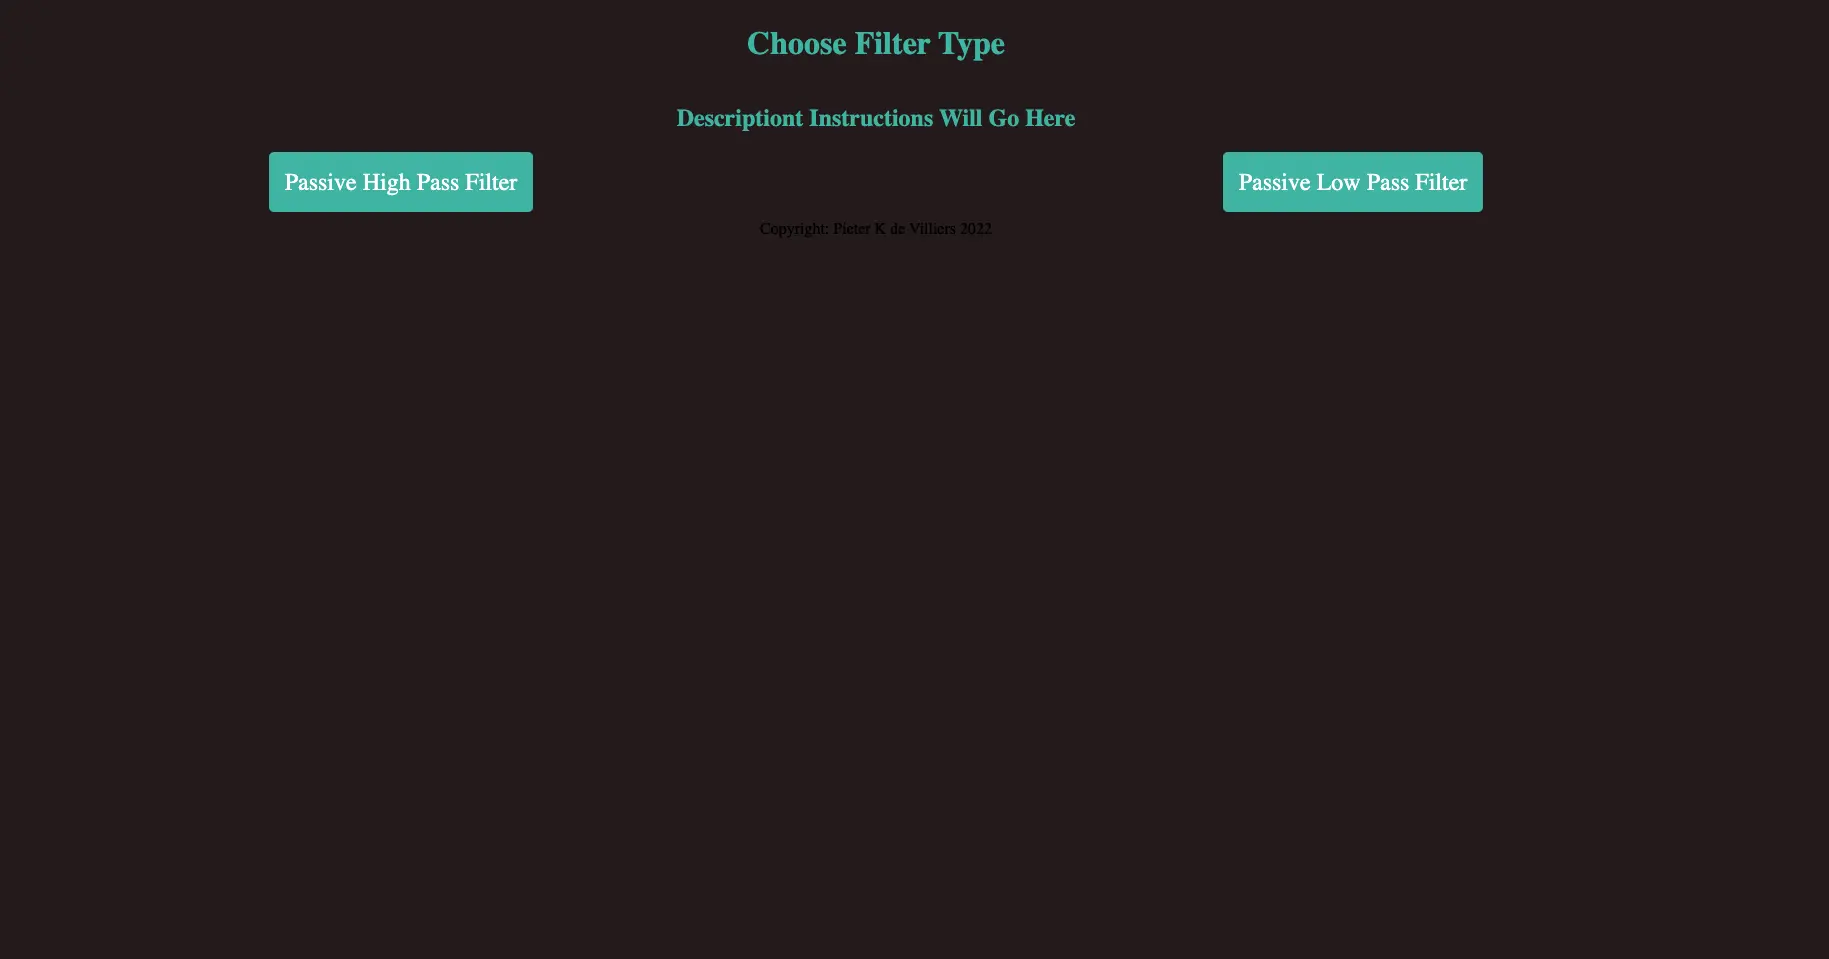 Choose Filter Type
Descriptiont Instructions Will Go Here
Passive High Pass Filter
Passive Low Pass Filter
Copyright: Pieter K de Villiers 2022